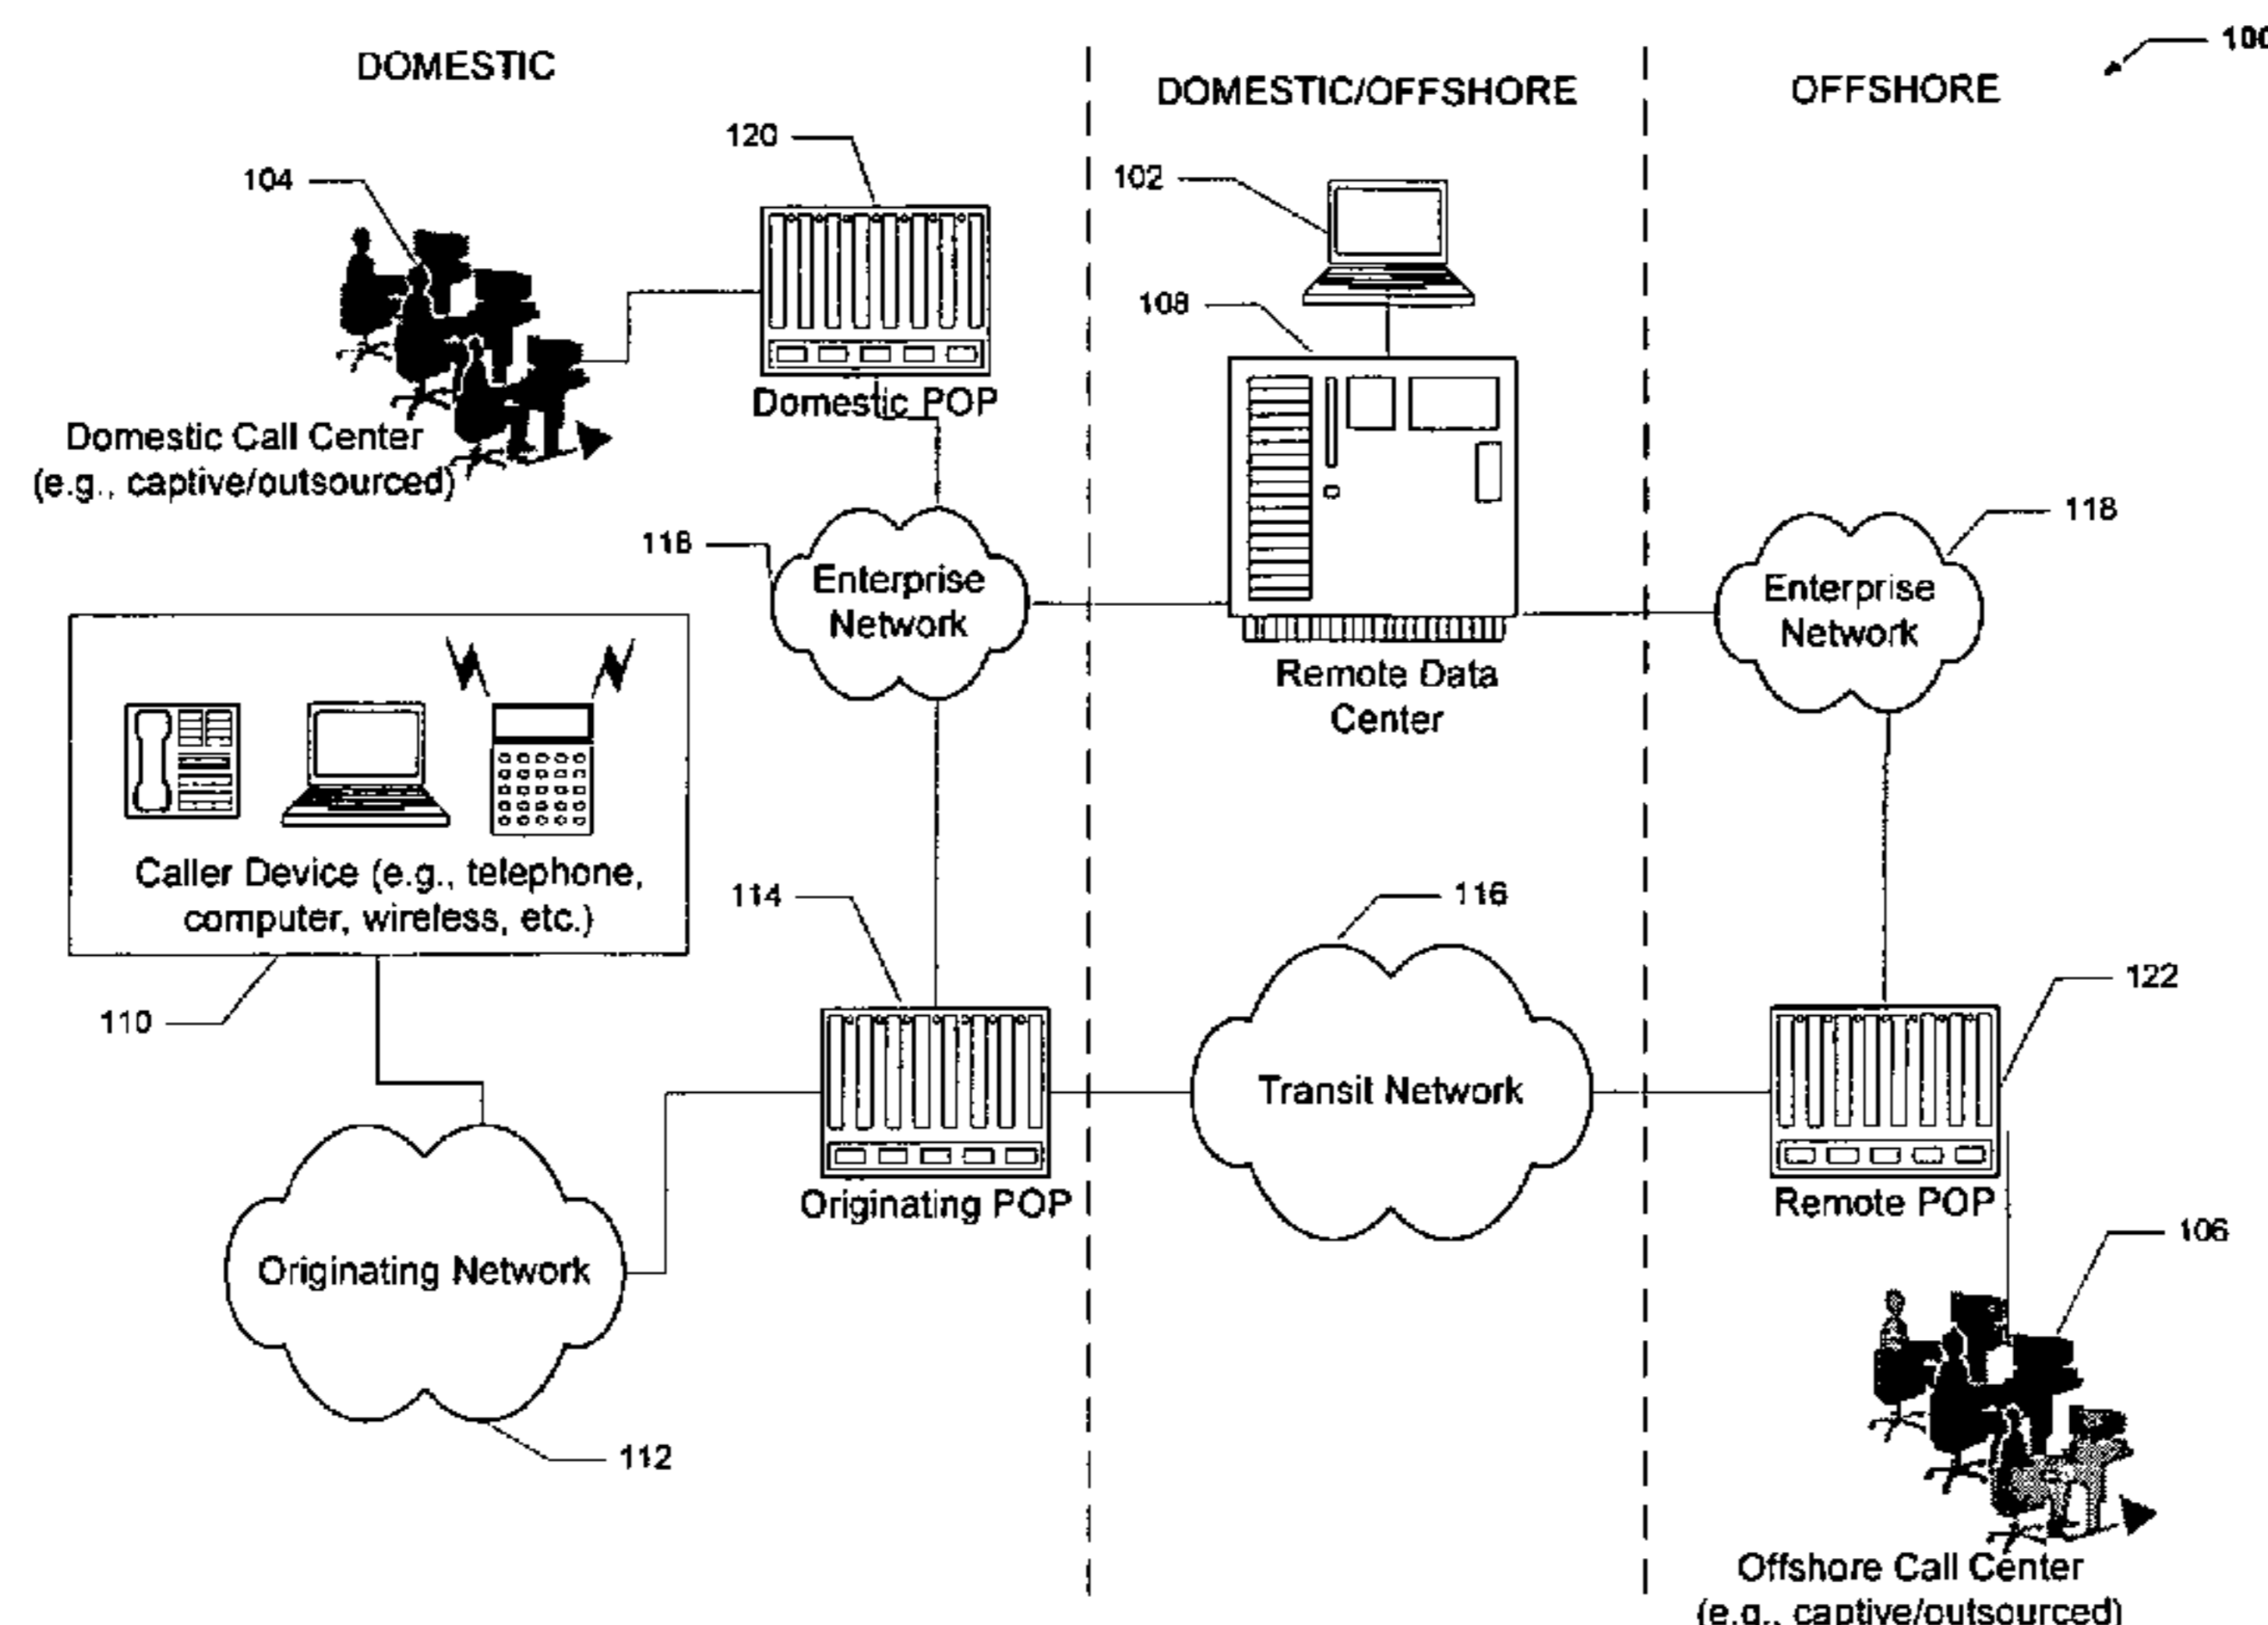 DOMESTIC
DOMESTIC/OFFSHORE
OFFSHORE
100
120
104
102
108
Domestic POP
Domestic Call Center
(e.g., captive/outsourced)
118
Enterprise
Network
118
Enterprise
Network
Remote Data
Center
Caller Device (e.g., telephone,
computer, wireless, etc.)
114
116
122
110
Transit Network
Originating POP
Remote POP
106
Originating Network
112
Offshore Call Center
(e.g., captive/outsourced)